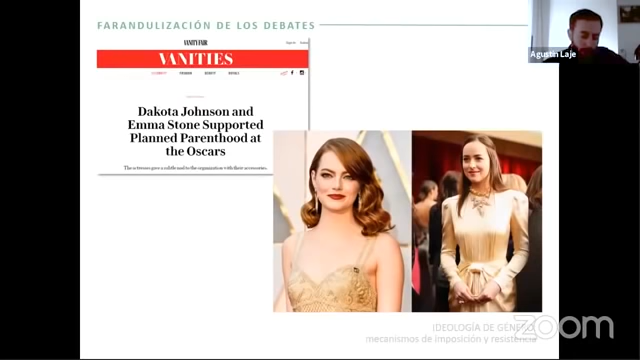 FARANDULIZACIÓN DE LOS DEBATES
VANITY FAIR
VANITIES
Dakota Johnson and
Emma Stone Supported
Planned Parenthood at
the Oscars
The actresses gave a subtle nod to the organization with their accessories.
Agustín Laje
IDEOLOGÍA DE GÉNERO
mecanismos de imposición y resistencia
zoom